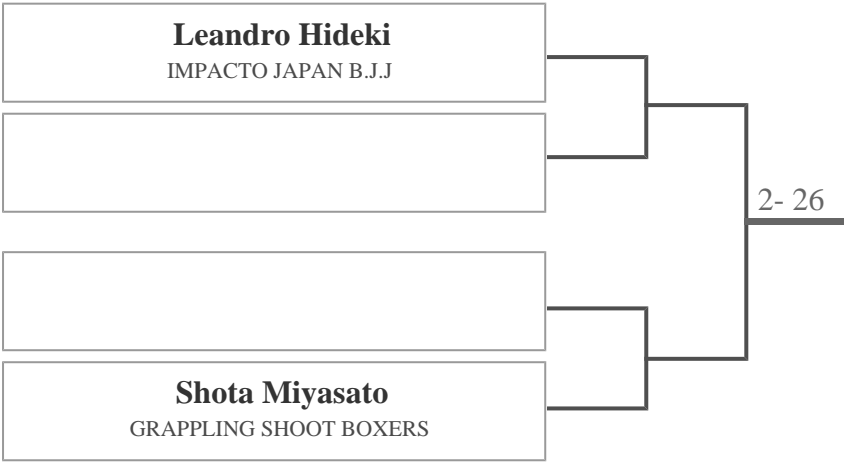 Leandro Hideki
IMPACTO JAPAN B.J.J
2- 26
Shota Miyasato
GRAPPLING SHOOT BOXERS